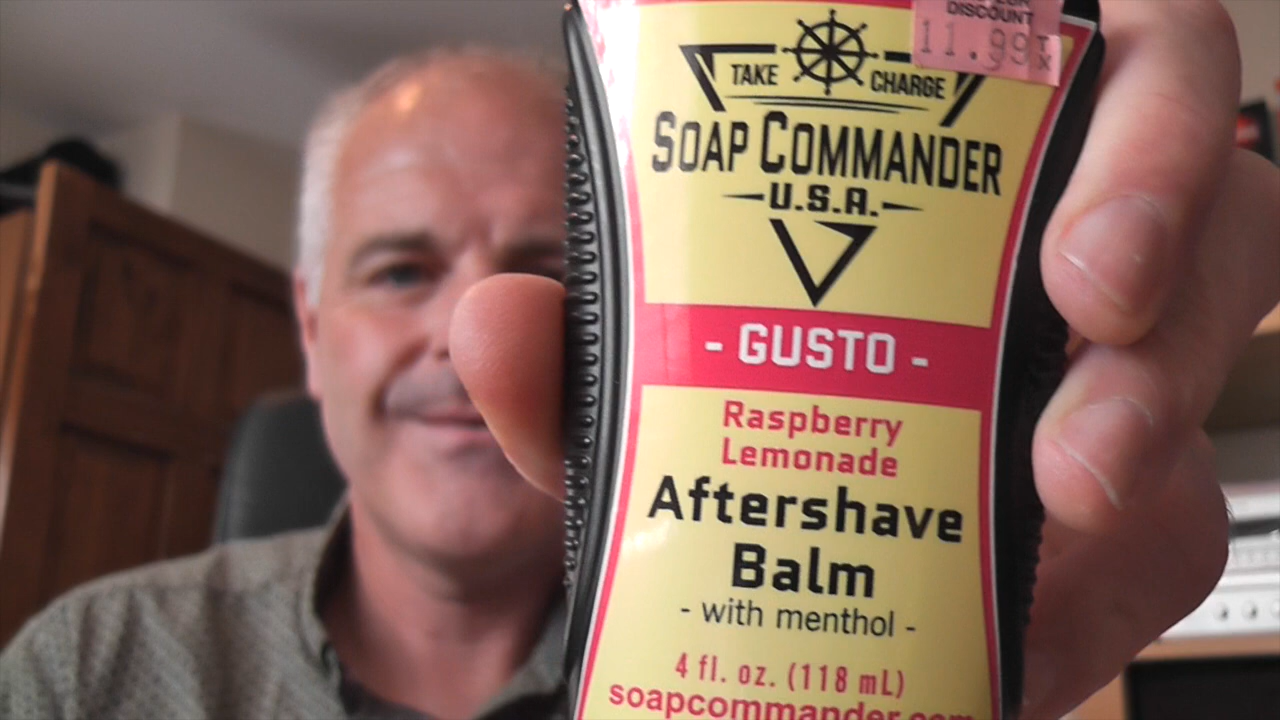 DISCOUNT
11.99 TX
TAKE CHARGE
SOAP COMMANDER
U.S.A.
- GUSTO -
Raspberry
Lemonade
Aftershave
Balm
- with menthol -
4 fl. oz. (118 mL)
soapcommander.com